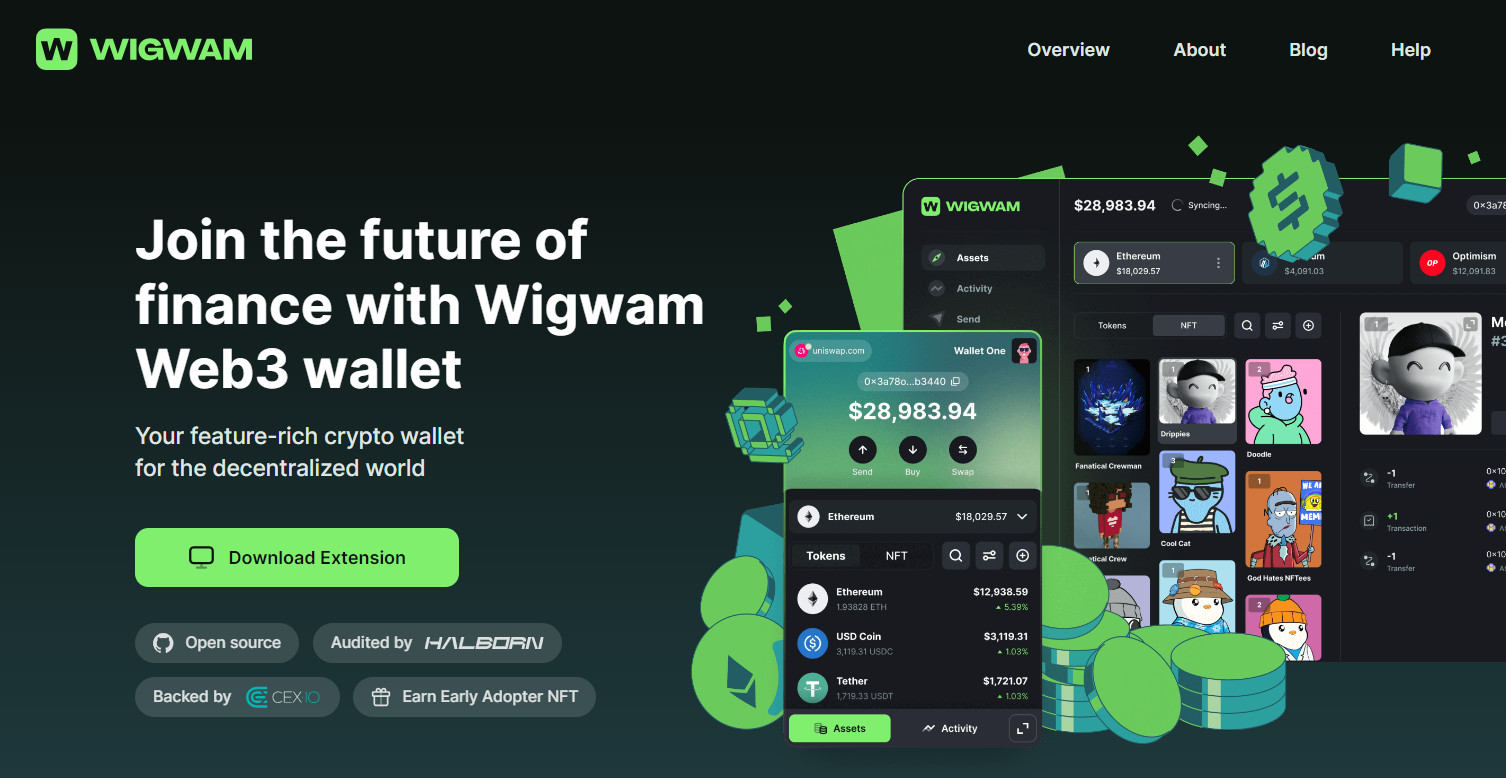 WIGWAM
Overview
About
Blog
Help
Join the future of
finance with Wigwam
Web3 wallet
Your feature-rich crypto wallet
for the decentralized world
Download Extension
Open source
Audited by HALBORN
Backed by CEX.IO
Earn Early Adopter NFT
WIGWAM
Assets
Activity
Send
$28,983.94
Syncing...
Ethereum
$18,029.57
$4,091.03
OP
Optimism
$12,091.83
Tokens
NFT
1
Fanatical Crewman
1
Drippies
2
Doodle
1
3
Cool Cat
1
God Hates NFTees
1
2
1
-1
Transfer
+1
Transaction
-1
Transfer
uniswap.com
Wallet One
0×3a78o...b3440
$28,983.94
Send
Buy
Swap
Ethereum
$18,029.57
Tokens
NFT
Ethereum
$12,938.59
1.93828 ETH
5.39%
USD Coin
$3,119.31
3,119.31 USDC
1.03%
Tether
$1,721.07
1,719.33 USDT
1.03%
Assets
Activity